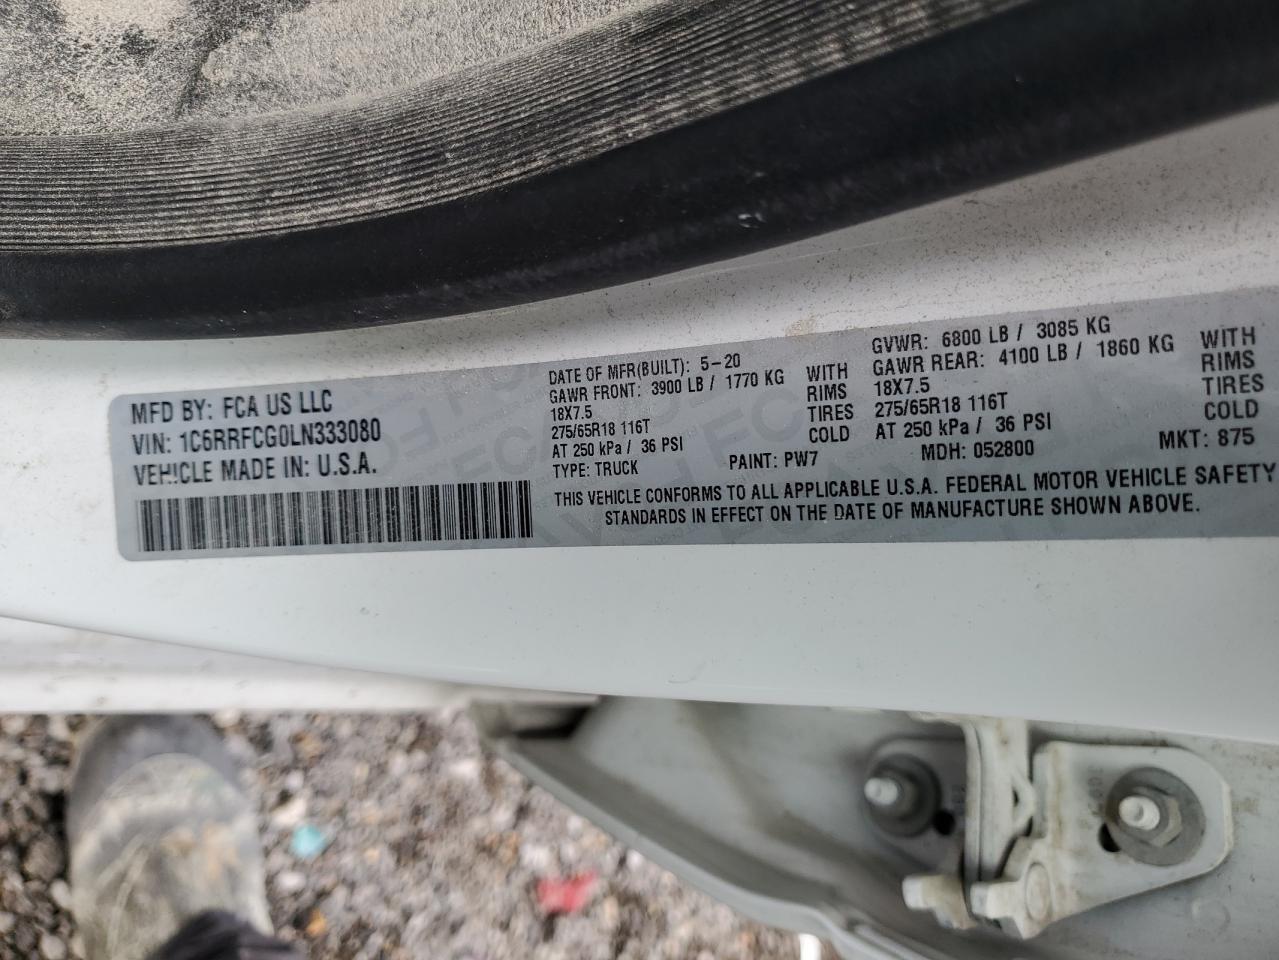 MFD BY: FCA US LLC
VIN: 1C6RRFCG0LN333080
VEHICLE MADE IN: U.S.A.
DATE OF MFR(BUILT): 5-20
GAWR FRONT: 3900 LB / 1770 KG WITH
18X7.5 RIMS
275/65R18 116T TIRES
AT 250 kPa / 36 PSI COLD
TYPE: TRUCK PAINT: PW7
GVWR: 6800 LB / 3085 KG
GAWR REAR: 4100 LB / 1860 KG WITH
18X7.5 RIMS
275/65R18 116T TIRES
AT 250 kPa / 36 PSI COLD
MDH: 052800 MKT: 875
THIS VEHICLE CONFORMS TO ALL APPLICABLE U.S.A. FEDERAL MOTOR VEHICLE SAFETY
STANDARDS IN EFFECT ON THE DATE OF MANUFACTURE SHOWN ABOVE.